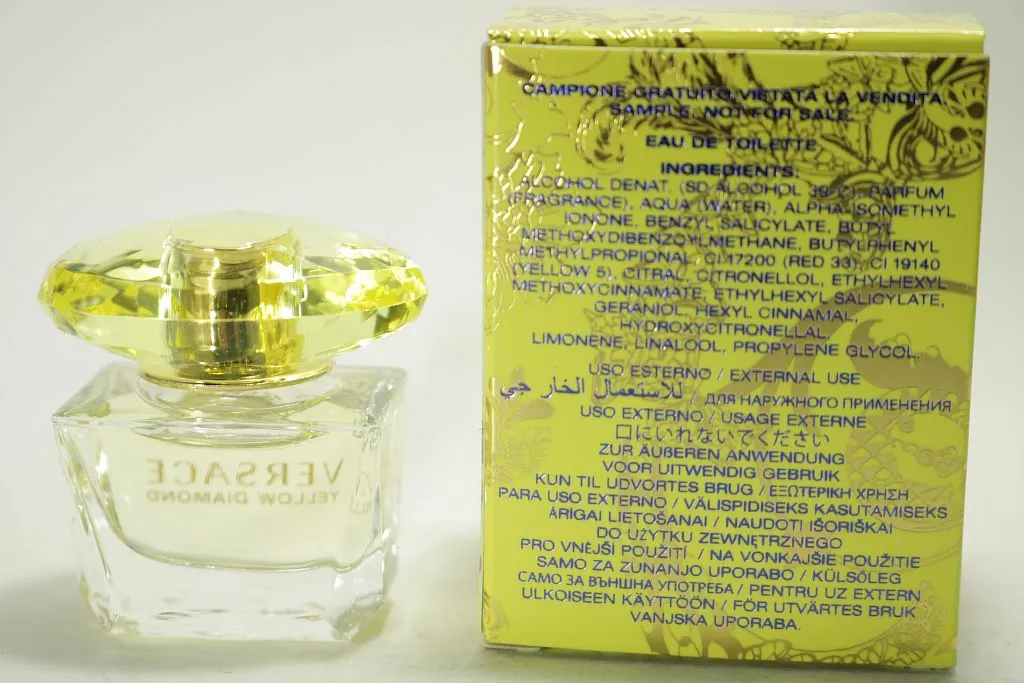 VERSACE
YELLOW DIAMOND
CAMPIONE GRATUITO, VIETATA LA VENDITA.
SAMPLE. NOT FOR SALE.
EAU DE TOILETTE
INGREDIENTS:
ALCOHOL DENAT. (SD ALCOHOL 39-C), PARFUM
(FRAGRANCE), AQUA (WATER), ALPHA-ISOMETHYL
IONONE, BENZYL SALICYLATE, BUTYL
METHOXYDIBENZOYLMETHANE, BUTYLPHENYL
METHYLPROPIONAL, CI 17200 (RED 33), CI 19140
(YELLOW 5), CITRAL, CITRONELLOL, ETHYLHEXYL
METHOXYCINNAMATE, ETHYLHEXYL SALICYLATE,
GERANIOL, HEXYL CINNAMAL,
HYDROXYCITRONELLAL,
LIMONENE, LINALOOL, PROPYLENE GLYCOL.
USO ESTERNO / EXTERNAL USE
للاستعمال الخار جي / ДЛЯ НАРУЖНОГО ПРИМЕНЕНИЯ
USO EXTERNO / USAGE EXTERNE
口にいれないでください
ZUR ÄUßEREN ANWENDUNG
VOOR UITWENDIG GEBRUIK
KUN TIL UDVORTES BRUG / ΕΞΩΤΕΡΙΚΗ ΧΡΗΣΗ
PARA USO EXTERNO / VÄLISPIDISEKS KASUTAMISEKS
ĀRĪGAI LIETOŠANAI / NAUDOTI IŠORIŠKAI
DO UŻYTKU ZEWNĘTRZNEGO
PRO VNĚJŠÍ POUŽITÍ / NA VONKAJŠIE POUŽITIE
SAMO ZA ZUNANJO UPORABO / KÜLSŐLEG
САМО ЗА ВЪНШНА УПОТРЕБА / PENTRU UZ EXTERN
ULKOISEEN KÄYTTÖÖN / FÖR UTVÄRTES BRUK
VANJSKA UPORABA.